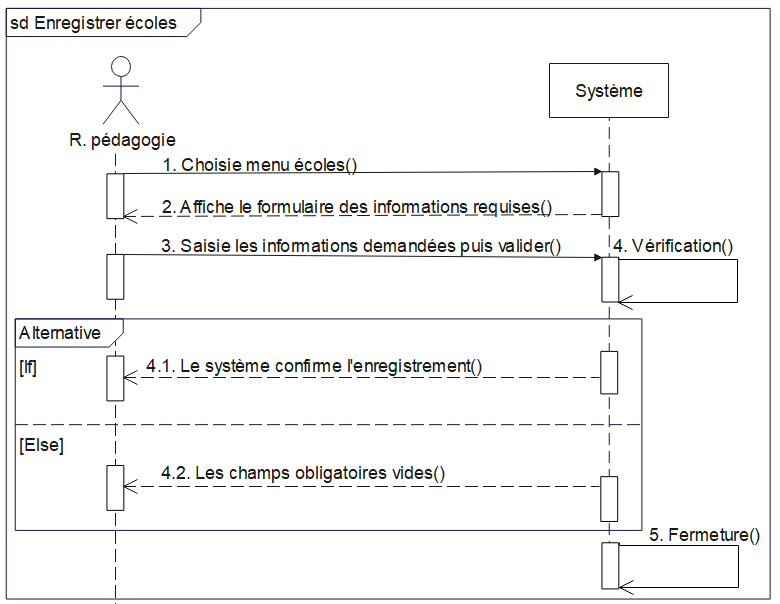 sd Enregistrer écoles
Système
R. pédagogie
1. Choisie menu écoles()
2. Affiche le formulaire des informations requises()
3. Saisie les informations demandées puis valider()
4. Vérification()
Alternative
[If]
4.1. Le système confirme l'enregistrement()
[Else]
4.2. Les champs obligatoires vides()
5. Fermeture()